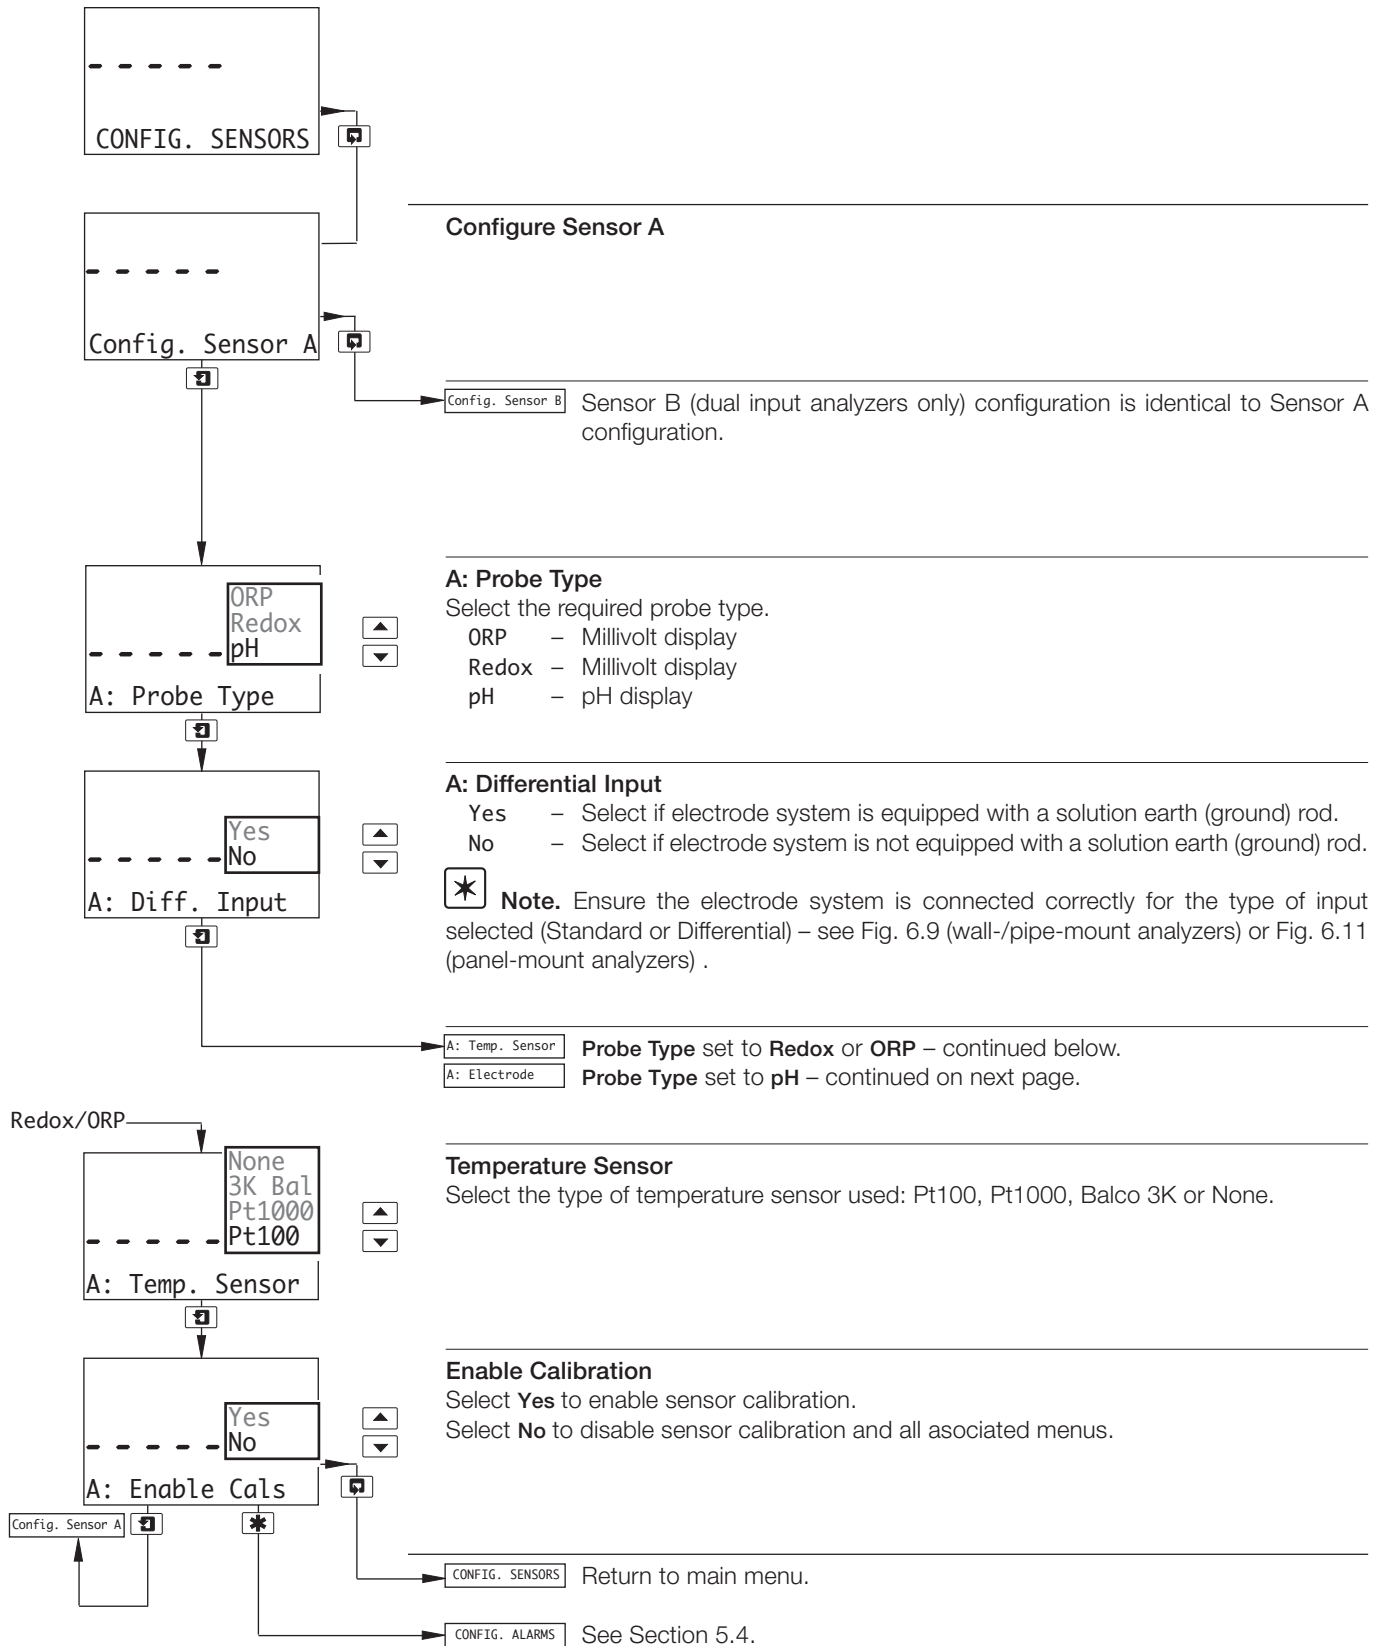 CONFIG. SENSORS
Configure Sensor A
Config. Sensor A
Config. Sensor B
Sensor B (dual input analyzers only) configuration is identical to Sensor A
configuration.
ORP
Redox
pH
A: Probe Type
A: Probe Type
Select the required probe type.
ORP – Millivolt display
Redox – Millivolt display
pH – pH display
Yes
No
A: Diff. Input
A: Differential Input
Yes – Select if electrode system is equipped with a solution earth (ground) rod.
No – Select if electrode system is not equipped with a solution earth (ground) rod.
Note. Ensure the electrode system is connected correctly for the type of input
selected (Standard or Differential) – see Fig. 6.9 (wall-/pipe-mount analyzers) or Fig. 6.11
(panel-mount analyzers) .
A: Temp. Sensor Probe Type set to Redox or ORP – continued below.
A: Electrode Probe Type set to pH – continued on next page.
Redox/ORP
None
3K Bal
Pt1000
Pt100
A: Temp. Sensor
Temperature Sensor
Select the type of temperature sensor used: Pt100, Pt1000, Balco 3K or None.
Yes
No
A: Enable Cals
Enable Calibration
Select Yes to enable sensor calibration.
Select No to disable sensor calibration and all asociated menus.
Config. Sensor A
CONFIG. SENSORS Return to main menu.
CONFIG. ALARMS See Section 5.4.